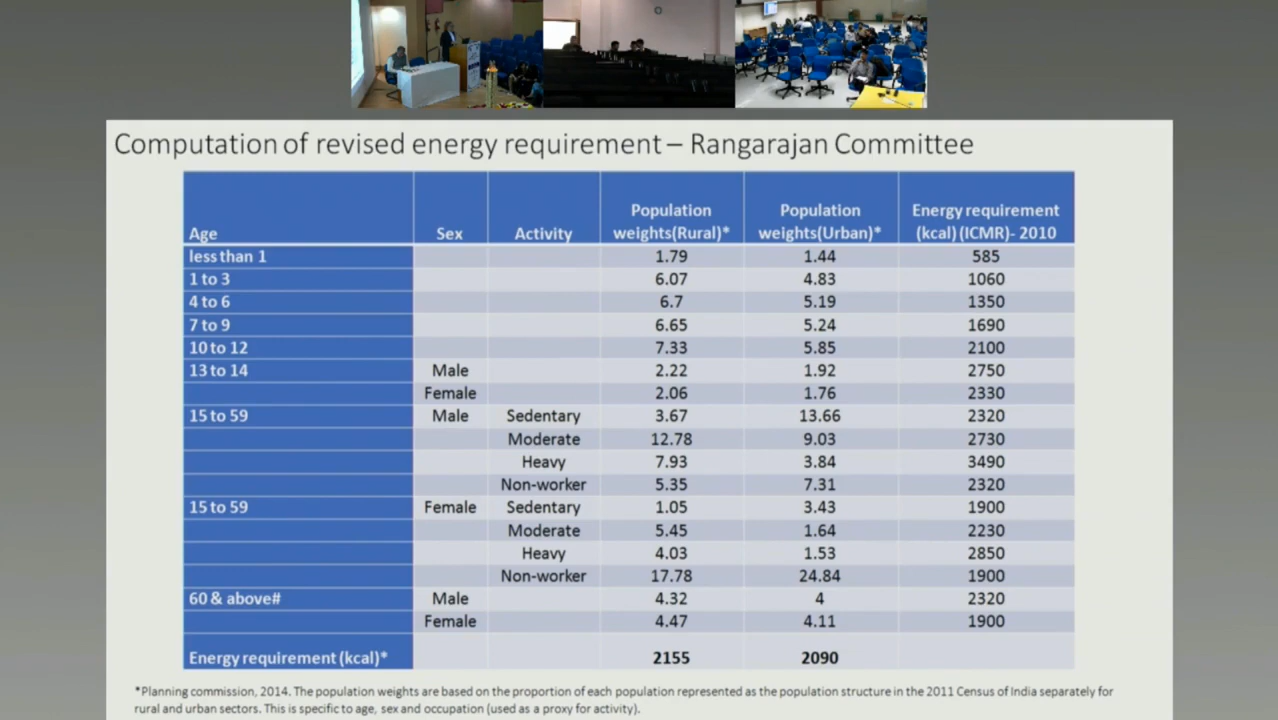 Computation of revised energy requirement – Rangarajan Committee
Age Sex Activity Population weights(Rural)* Population weights(Urban)* Energy requirement (kcal) (ICMR)- 2010
less than 1 1.79 1.44 585
1 to 3 6.07 4.83 1060
4 to 6 6.7 5.19 1350
7 to 9 6.65 5.24 1690
10 to 12 7.33 5.85 2100
13 to 14 Male 2.22 1.92 2750
Female 2.06 1.76 2330
15 to 59 Male Sedentary 3.67 13.66 2320
Moderate 12.78 9.03 2730
Heavy 7.93 3.84 3490
Non-worker 5.35 7.31 2320
15 to 59 Female Sedentary 1.05 3.43 1900
Moderate 5.45 1.64 2230
Heavy 4.03 1.53 2850
Non-worker 17.78 24.84 1900
60 & above# Male 4.32 4 2320
Female 4.47 4.11 1900
Energy requirement (kcal)* 2155 2090
*Planning commission, 2014. The population weights are based on the proportion of each population represented as the population structure in the 2011 Census of India separately for
rural and urban sectors. This is specific to age, sex and occupation (used as a proxy for activity).